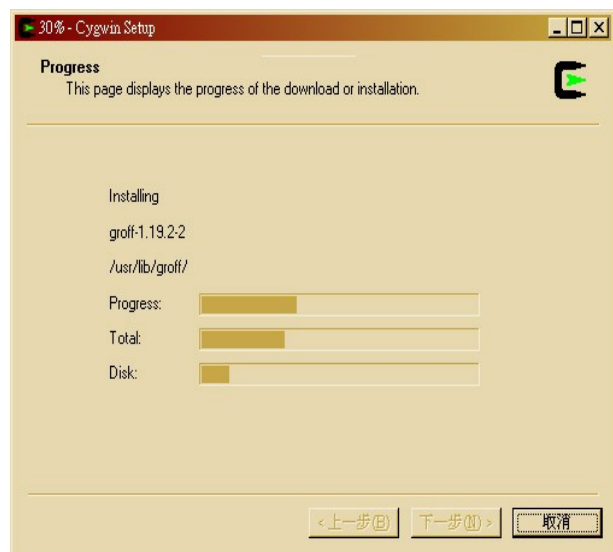 30% - Cygwin Setup
Progress
This page displays the progress of the download or installation.
Installing
groff-1.19.2-2
/usr/lib/groff/
Progress:
Total:
Disk:
<上一步(B) 下一步(N)> 取消